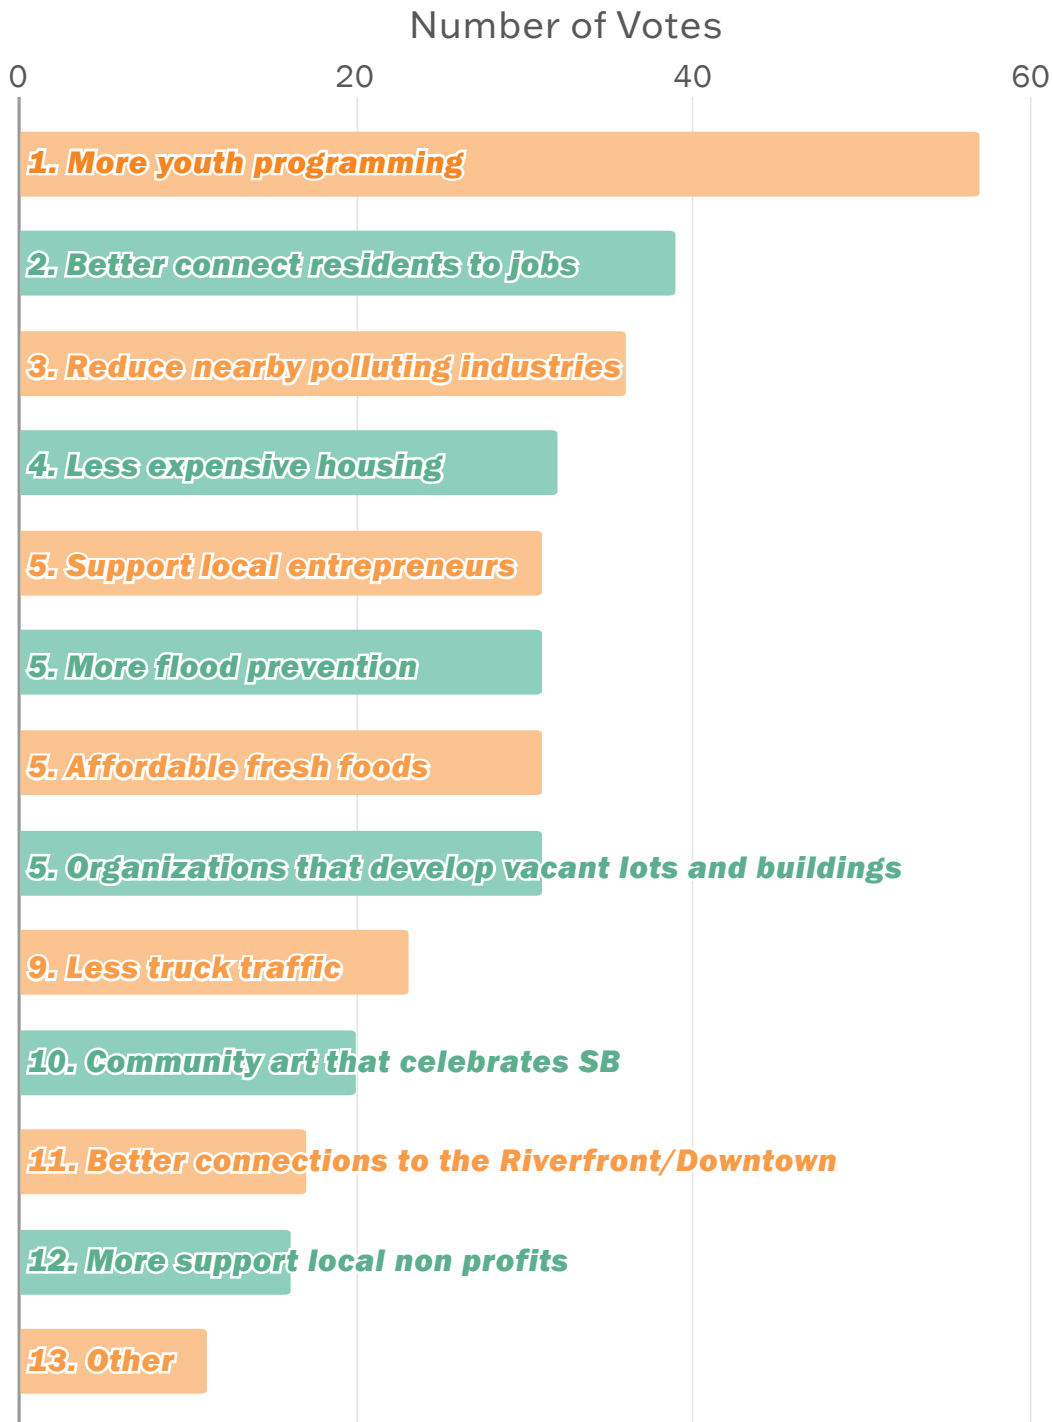 Number of Votes
0 20 40 60
1. More youth programming
2. Better connect residents to jobs
3. Reduce nearby polluting industries
4. Less expensive housing
5. Support local entrepreneurs
5. More flood prevention
5. Affordable fresh foods
5. Organizations that develop vacant lots and buildings
9. Less truck traffic
10. Community art that celebrates SB
11. Better connections to the Riverfront/Downtown
12. More support local non profits
13. Other